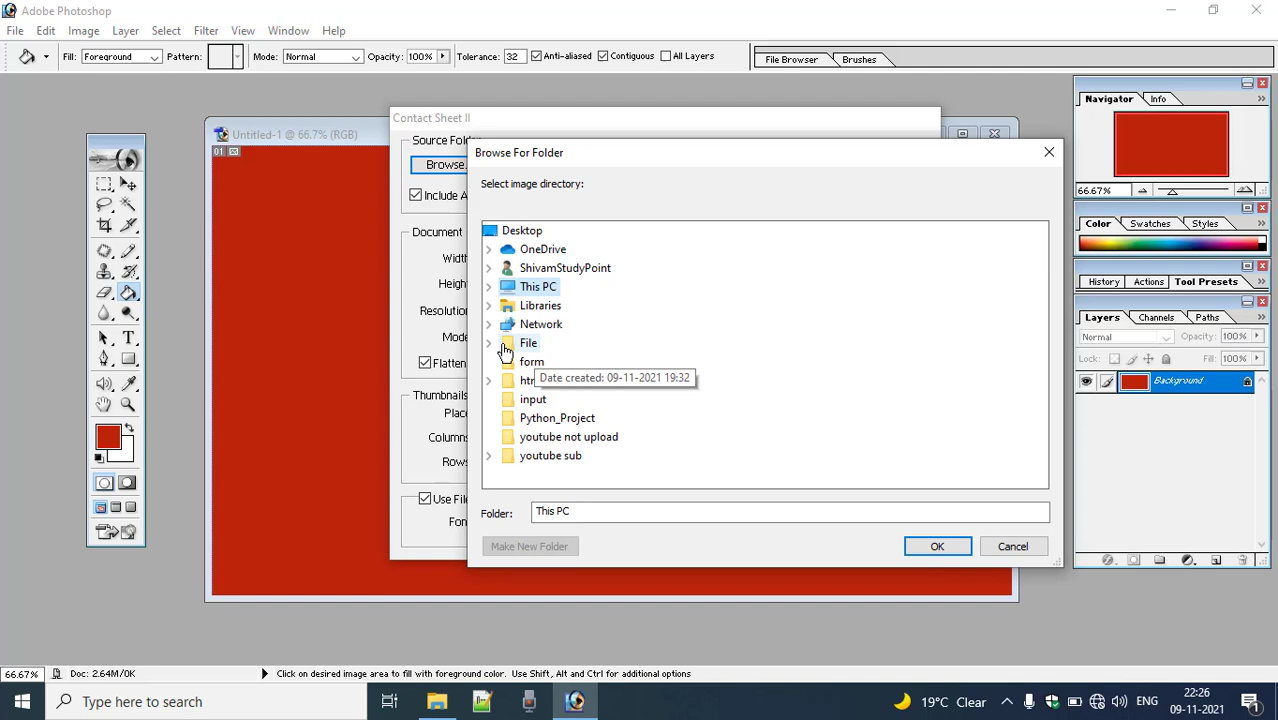 Adobe Photoshop
File Edit Image Layer Select Filter View Window Help
Fill: Foreground Pattern: Mode: Normal Opacity: 100% Tolerance: 32 Anti-aliased Contiguous All Layers File Browser Brushes
Untitled-1 @ 66.7% (RGB)
01
Contact Sheet II
Source Folder
Browse
Include A
Document
Width
Heigh
Resolution
Mode
Flatten
Thumbnails
Place
Columns
Rows
Use File
Fon
Browse For Folder
Select image directory:
Desktop
OneDrive
ShivamStudyPoint
This PC
Libraries
Network
File
form
Date created: 09-11-2021 19:32
input
Python_Project
youtube not upload
youtube sub
Folder: This PC
Make New Folder OK Cancel
Navigator Info
66.67%
Color Swatches Styles
History Actions Tool Presets
Layers Channels Paths
Normal Opacity: 100%
Lock: Fill: 100%
Background
66.67% Doc: 2.64M/0K Click on desired image area to fill with foreground color. Use Shift, Alt and Ctrl for additional options
Type here to search
19°C Clear ENG 22:26
09-11-2021 1